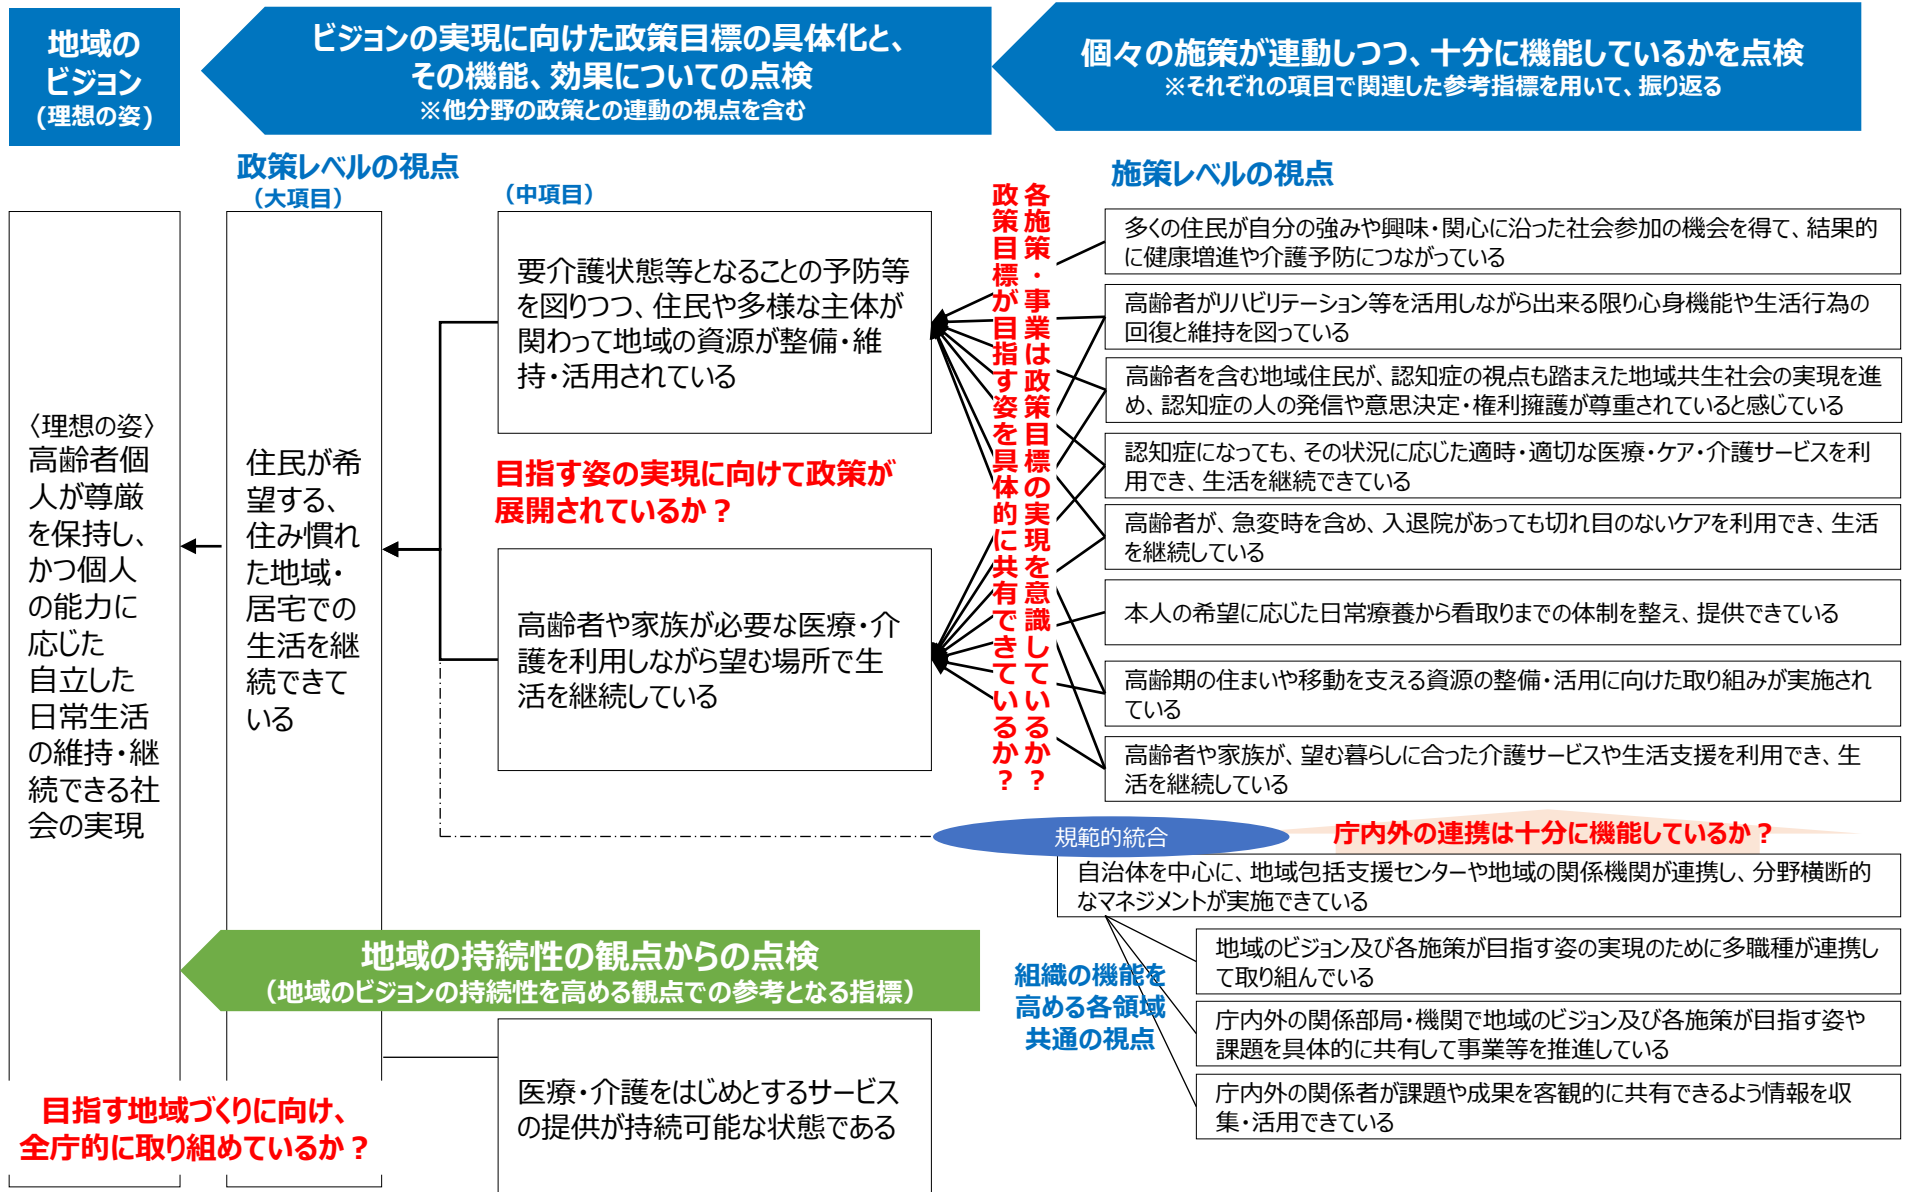 地域の
ビジョン
(理想の姿)
ビジョンの実現に向けた政策目標の具体化と、
その機能、効果についての点検
※他分野の政策との連動の視点を含む
個々の施策が連動しつつ、十分に機能しているかを点検
※それぞれの項目で関連した参考指標を用いて、振り返る
政策レベルの視点
（大項目）
（中項目）
施策レベルの視点
〈理想の姿〉
高齢者個
人が尊厳
を保持し、
かつ個人
の能力に
応じた
自立した
日常生活
の維持・継
続できる社
会の実現
住民が希
望する、
住み慣れ
た地域・
居宅での
生活を継
続できて
いる
要介護状態等となることの予防等
を図りつつ、住民や多様な主体が
関わって地域の資源が整備・維
持・活用されている
目指す姿の実現に向けて政策が
展開されているか？
高齢者や家族が必要な医療・介
護を利用しながら望む場所で生
活を継続している
各施策・事業は政策目標の実現を意識しているか？
政策目標が目指す姿を具体的に共有できているか？
多くの住民が自分の強みや興味・関心に沿った社会参加の機会を得て、結果的
に健康増進や介護予防につながっている
高齢者がリハビリテーション等を活用しながら出来る限り心身機能や生活行為の
回復と維持を図っている
高齢者を含む地域住民が、認知症の視点も踏まえた地域共生社会の実現を進
め、認知症の人の発信や意思決定・権利擁護が尊重されていると感じている
認知症になっても、その状況に応じた適時・適切な医療・ケア・介護サービスを利
用でき、生活を継続できている
高齢者が、急変時を含め、入退院があっても切れ目のないケアを利用でき、生活
を継続している
本人の希望に応じた日常療養から看取りまでの体制を整え、提供できている
高齢期の住まいや移動を支える資源の整備・活用に向けた取り組みが実施され
ている
高齢者や家族が、望む暮らしに合った介護サービスや生活支援を利用でき、生
活を継続している
規範的統合
庁内外の連携は十分に機能しているか？
自治体を中心に、地域包括支援センターや地域の関係機関が連携し、分野横断的
なマネジメントが実施できている
地域の持続性の観点からの点検
（地域のビジョンの持続性を高める観点での参考となる指標）
組織の機能を
高める各領域
共通の視点
地域のビジョン及び各施策が目指す姿の実現のために多職種が連携し
て取り組んでいる
庁内外の関係部局・機関で地域のビジョン及び各施策が目指す姿や
課題を具体的に共有して事業等を推進している
庁内外の関係者が課題や成果を客観的に共有できるよう情報を収
集・活用できている
医療・介護をはじめとするサービス
の提供が持続可能な状態である
目指す地域づくりに向け、
全庁的に取り組めているか？